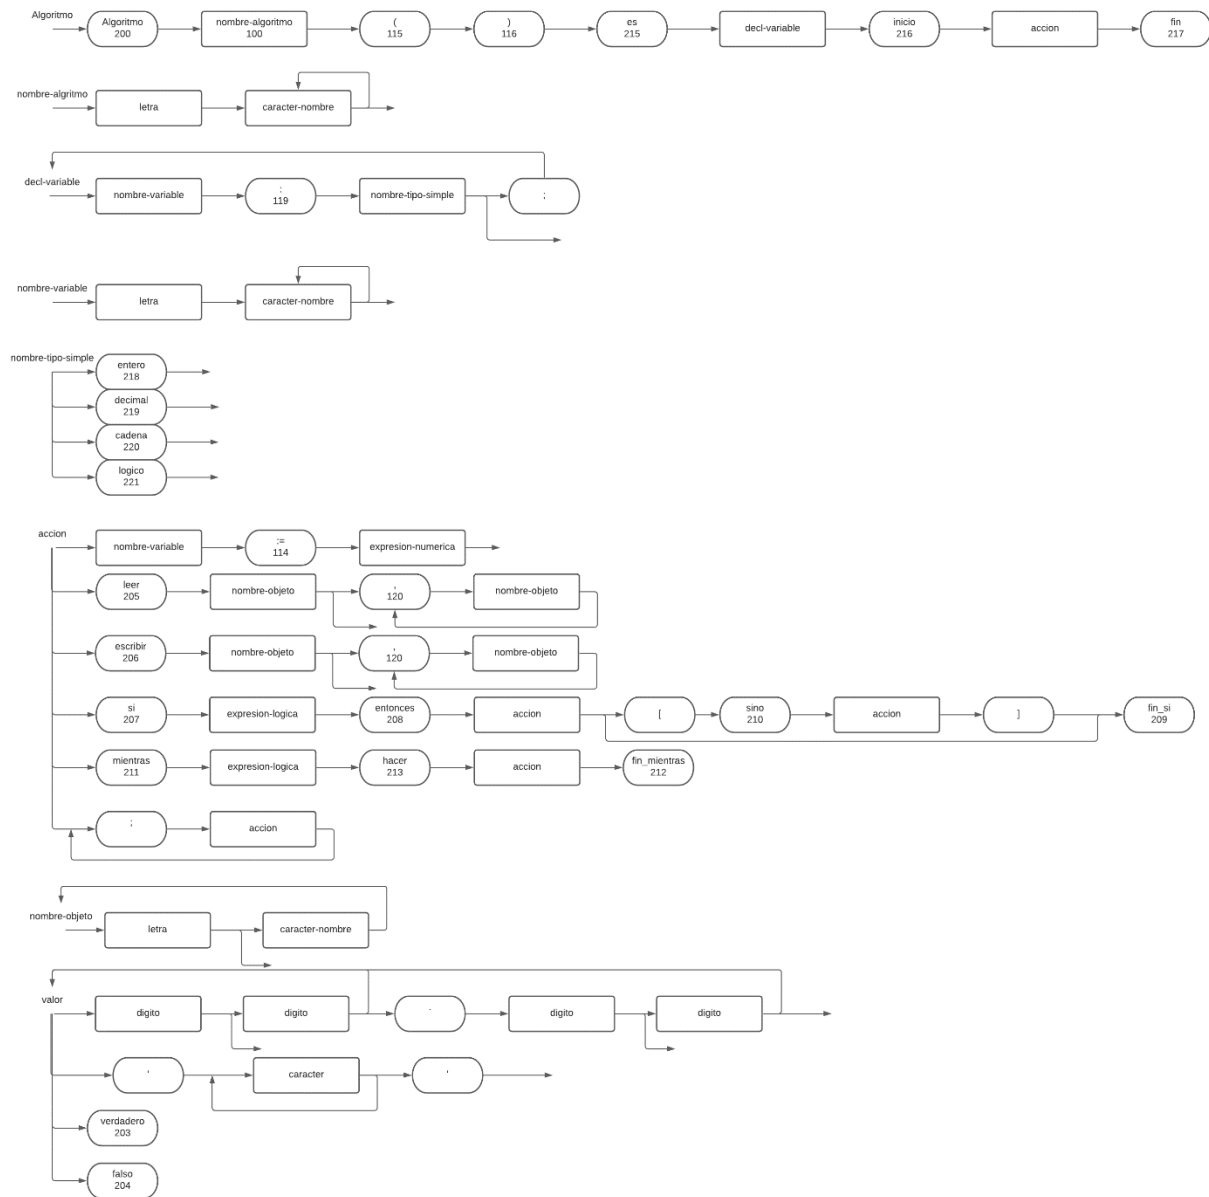 Algoritmo
Algoritmo
200
nombre-algoritmo
100
(
115
)
116
es
215
decl-variable
inicio
216
accion
fin
217
nombre-algritmo
letra
caracter-nombre
decl-variable
nombre-variable
:
119
nombre-tipo-simple
;
nombre-variable
letra
caracter-nombre
nombre-tipo-simple
entero
218
decimal
219
cadena
220
logico
221
accion
nombre-variable
:=
114
expresion-numerica
leer
205
nombre-objeto
,
120
nombre-objeto
escribir
206
nombre-objeto
,
120
nombre-objeto
si
207
expresion-logica
entonces
208
accion
[
sino
210
accion
]
fin_si
209
mientras
211
expresion-logica
hacer
213
accion
fin_mientras
212
;
accion
nombre-objeto
letra
caracter-nombre
valor
digito
digito
.
digito
digito
'
caracter
'
verdadero
203
falso
204